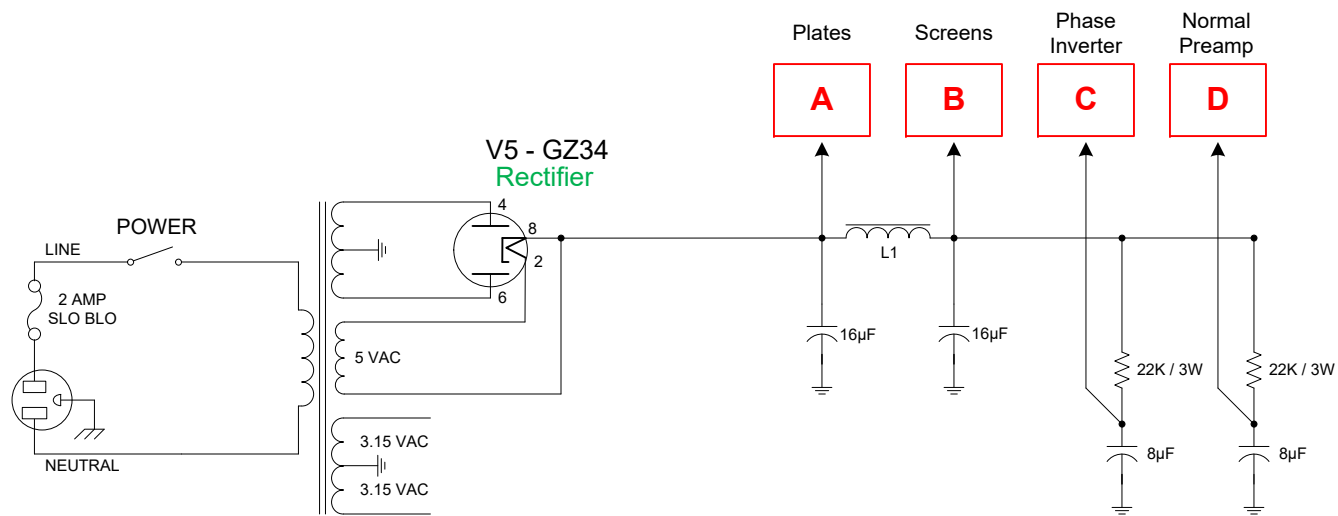 Plates
Screens
Phase
Inverter
Normal
Preamp
A
B
C
D
V5 - GZ34
Rectifier
4
8
2
6
POWER
LINE
2 AMP
SLO BLO
NEUTRAL
5 VAC
3.15 VAC
3.15 VAC
L1
16µF
16µF
22K / 3W
22K / 3W
8µF
8µF